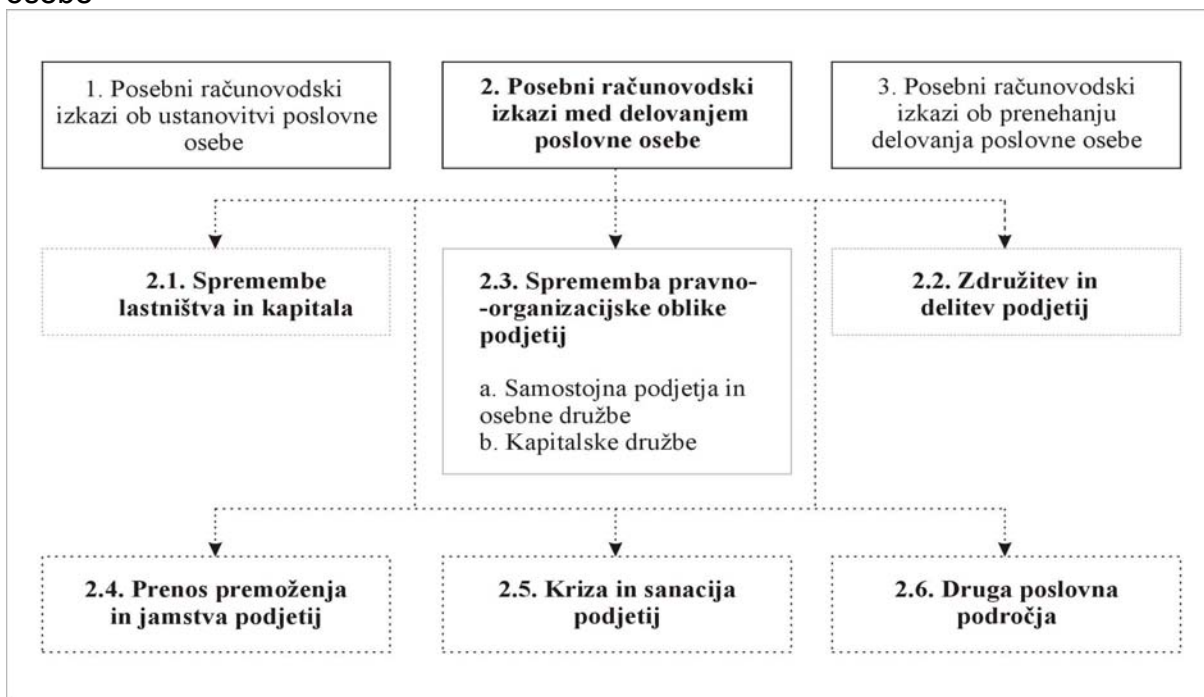 osebe
1. Posebni računovodski
izkazi ob ustanovitvi poslovne
osebe
2. Posebni računovodski
izkazi med delovanjem
poslovne osebe
3. Posebni računovodski
izkazi ob prenehanju
delovanja poslovne osebe
2.1. Spremembe
lastništva in kapitala
2.3. Sprememba pravno-
-organizacijske oblike
podjetij
a. Samostojna podjetja in
osebne družbe
b. Kapitalske družbe
2.2. Združitev in
delitev podjetij
2.4. Prenos premoženja
in jamstva podjetij
2.5. Kriza in sanacija
podjetij
2.6. Druga poslovna
področja